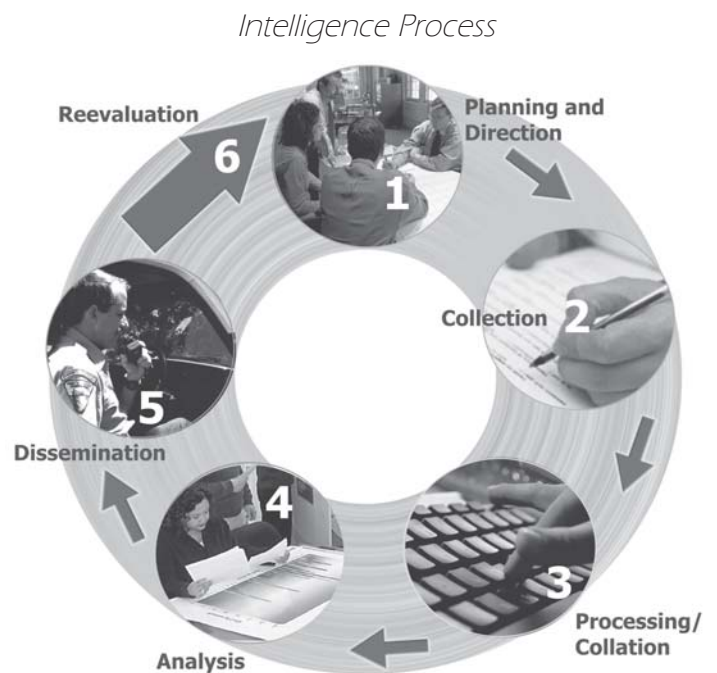 Intelligence Process
Planning and
Direction
1
Collection
2
3
Processing/
Collation
4
Analysis
5
Dissemination
Reevaluation
6